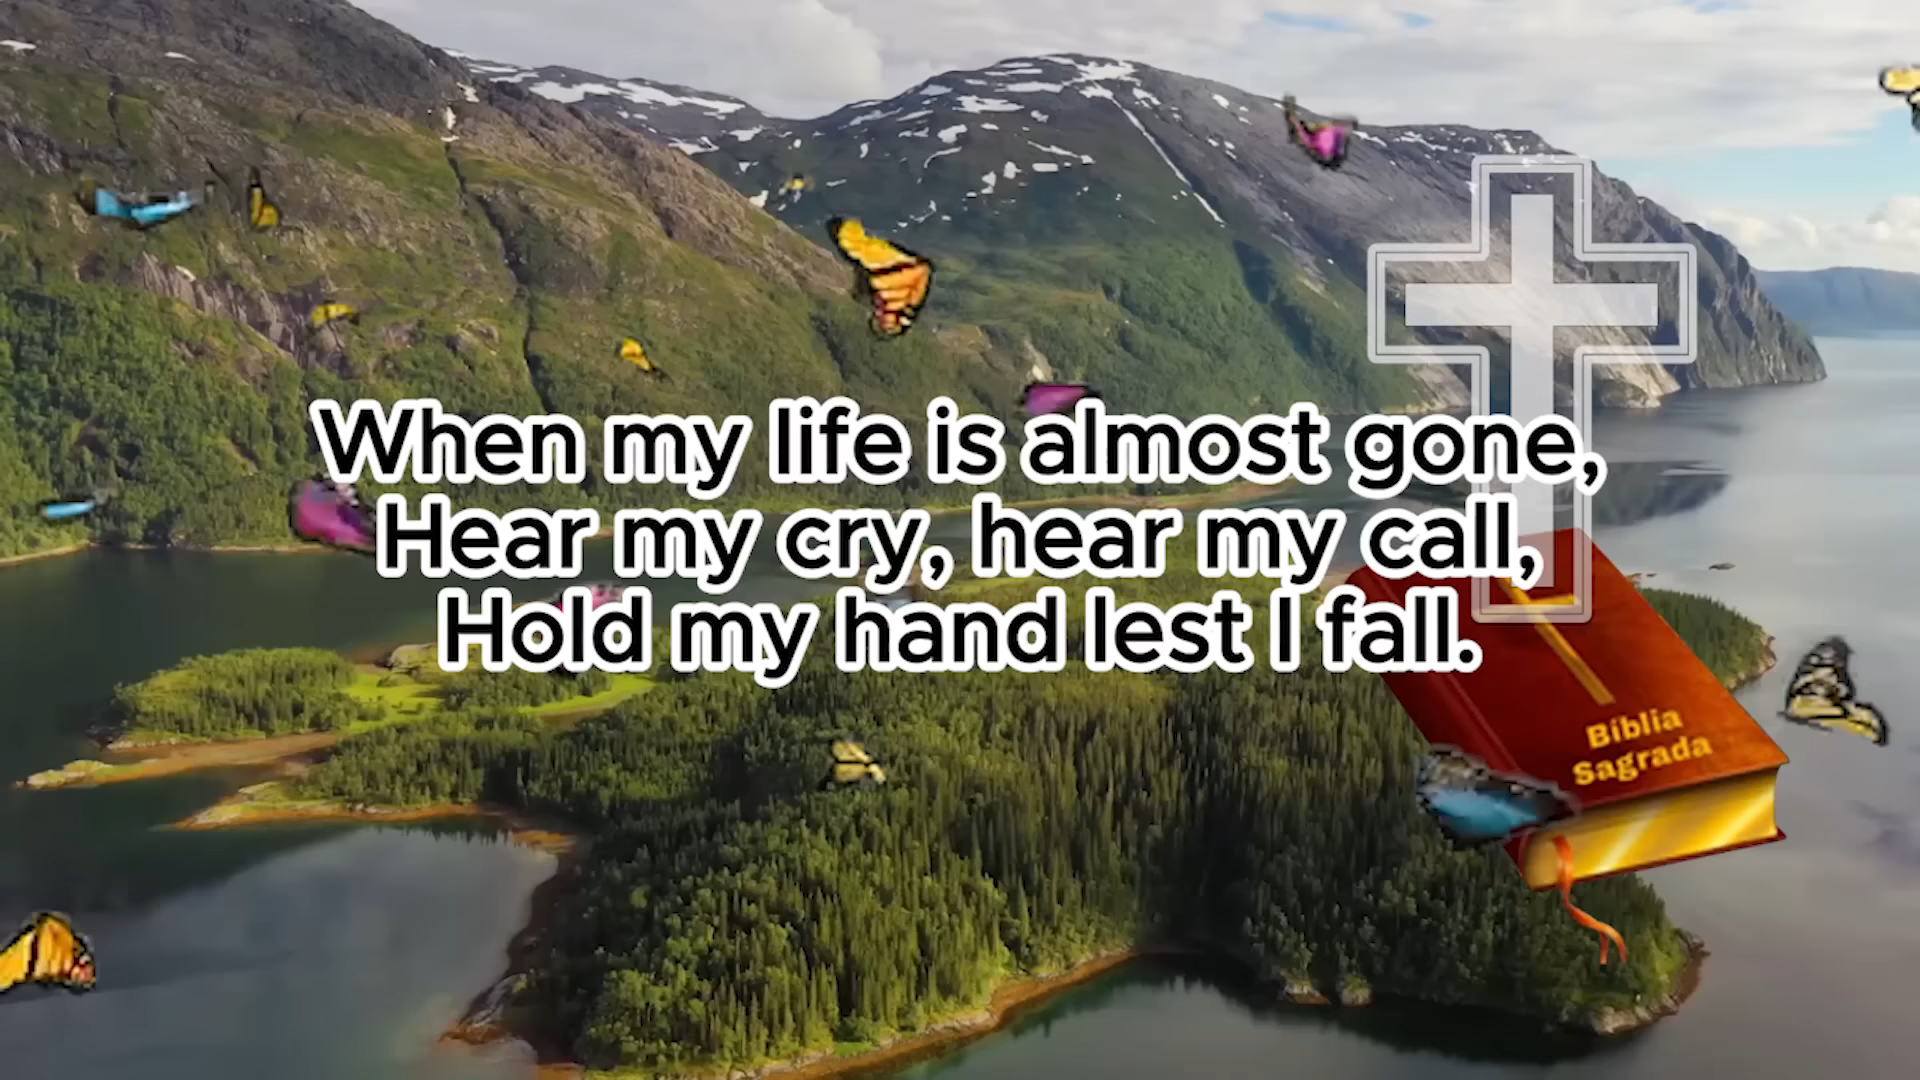 When my life is almost gone,
Hear my cry, hear my call,
Hold my hand lest I fall.
Bíblia
Sagrada